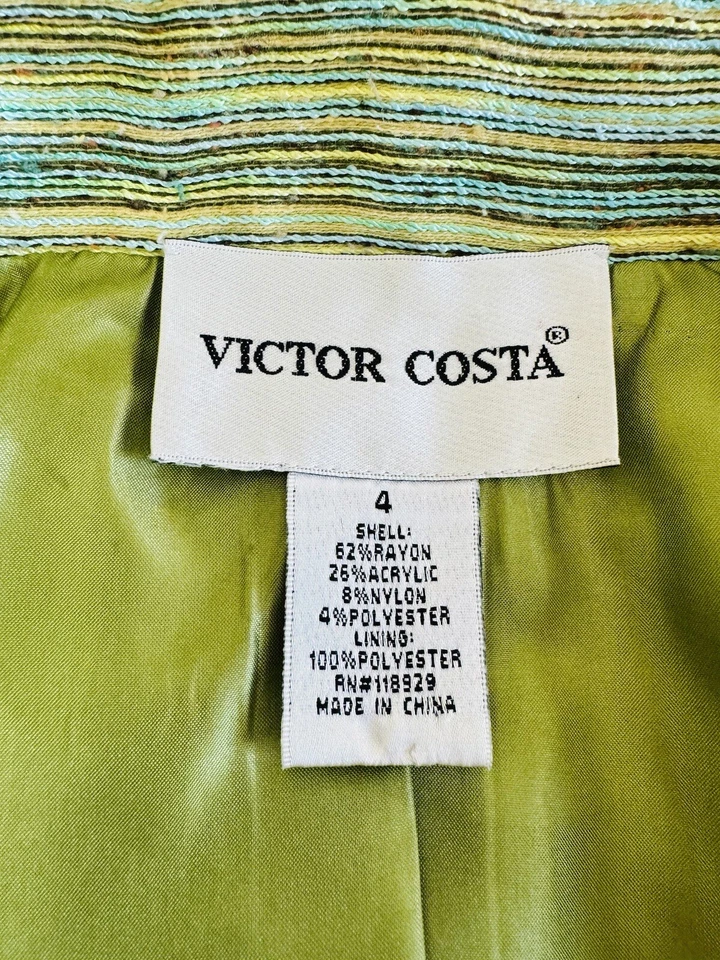 VICTOR COSTA®
4
SHELL:
62%RAYON
26%ACRYLIC
8%NYLON
4%POLYESTER
LINING:
100%POLYESTER
RN#118929
MADE IN CHINA